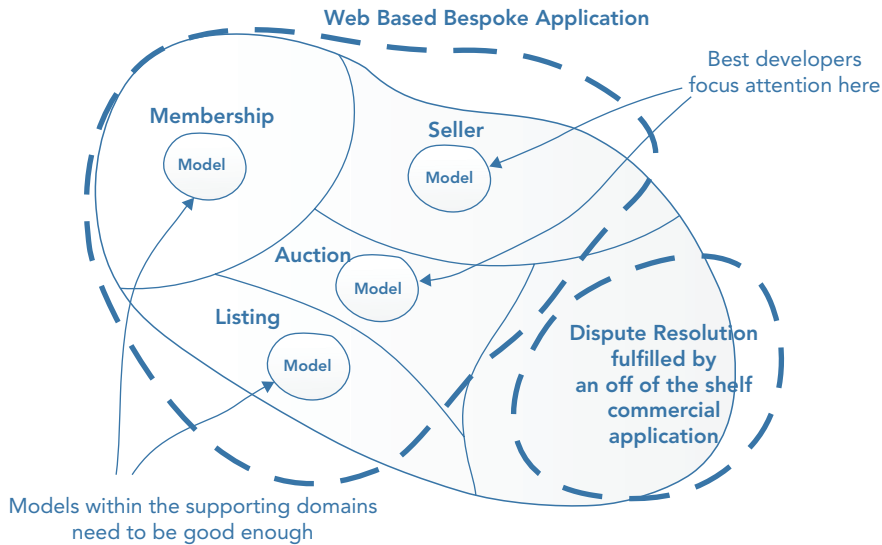 Web Based Bespoke Application
Best developers
focus attention here
Membership
Model
Seller
Model
Auction
Model
Listing
Model
Dispute Resolution
fulfilled by
an off of the shelf
commercial
application
Models within the supporting domains
need to be good enough